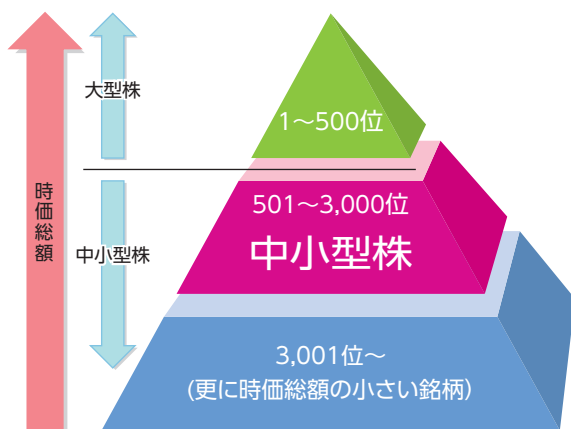 大型株
1～500位
時価総額
501～3,000位
中小型株
中小型株
3,001位～
(更に時価総額の小さい銘柄)